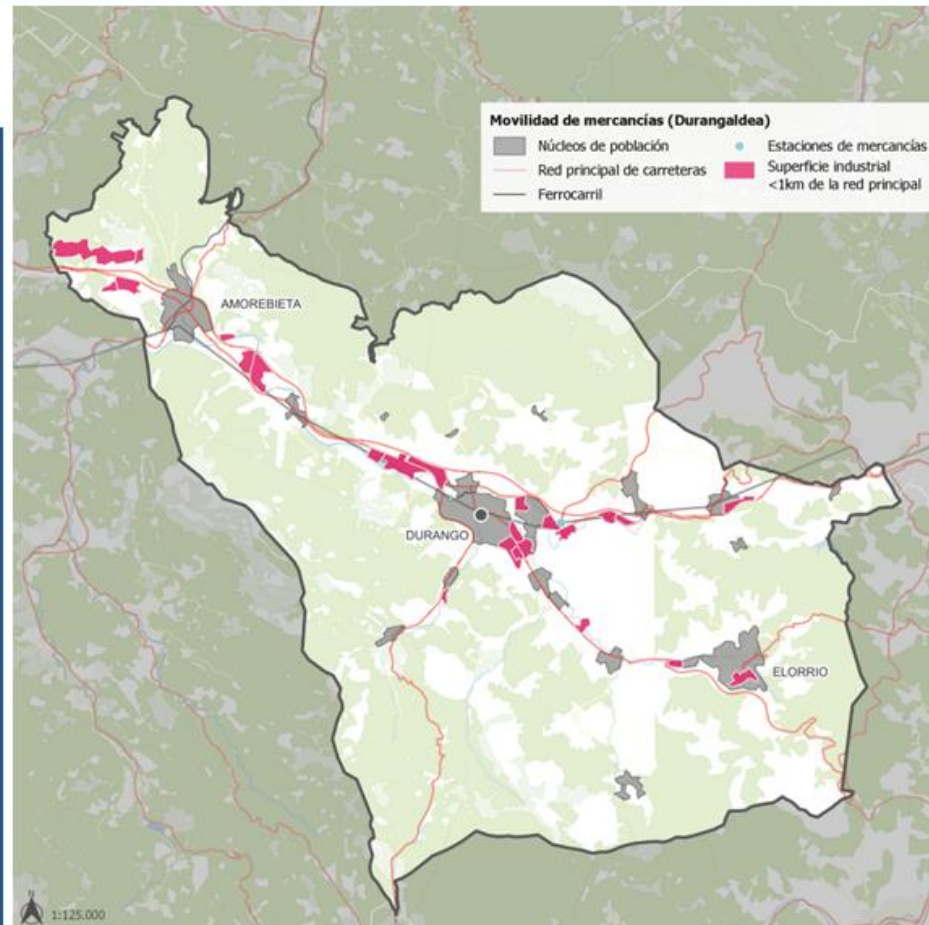 Movilidad de mercancías (Durangaldea)
Núcleos de población
Red principal de carreteras
Ferrocarril
Estaciones de mercancías
Superficie industrial
<1km de la red principal
AMOREBIETA
DURANGO
ELORRIO
N
1:125.000